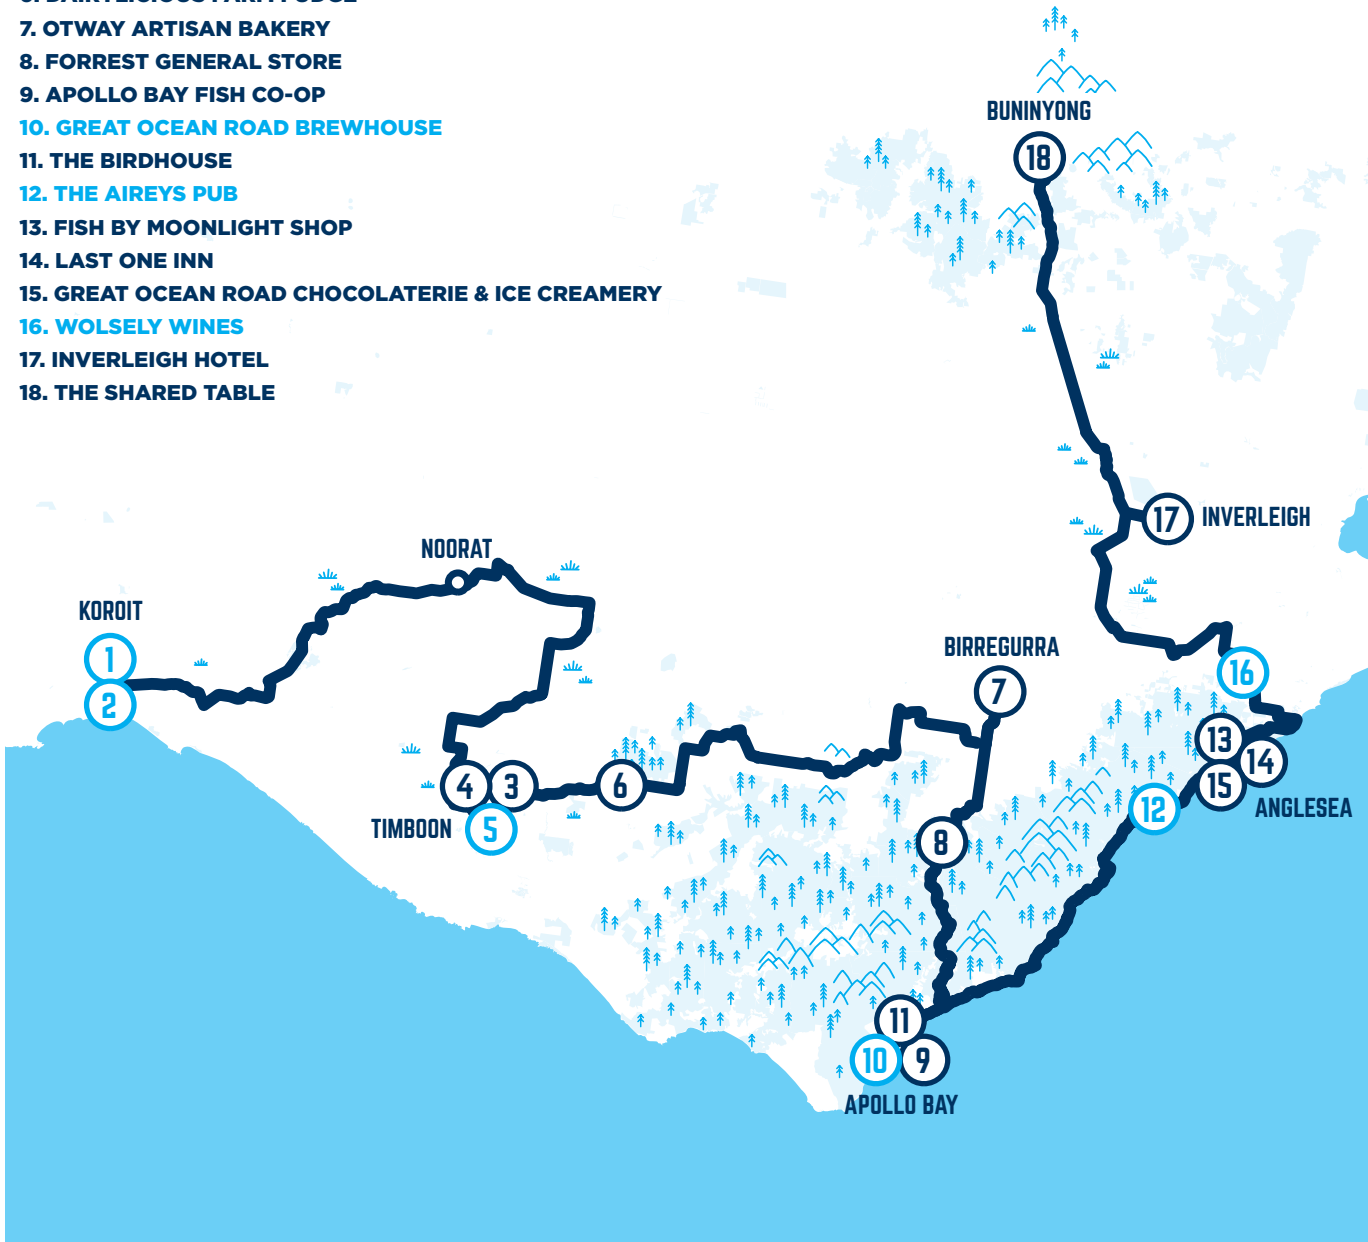 6. DAIRYLICIOUS FARM FUDGE
7. OTWAY ARTISAN BAKERY
8. FORREST GENERAL STORE
9. APOLLO BAY FISH CO-OP
10. GREAT OCEAN ROAD BREWHOUSE
11. THE BIRDHOUSE
12. THE AIREYS PUB
13. FISH BY MOONLIGHT SHOP
14. LAST ONE INN
15. GREAT OCEAN ROAD CHOCOLATERIE & ICE CREAMERY
16. WOLSELY WINES
17. INVERLEIGH HOTEL
18. THE SHARED TABLE
BUNINYONG
18
17 INVERLEIGH
NOORAT
KOROIT
1
2
BIRREGURRA
7
16
13
14
15
ANGLESEA
12
4 3
6
TIMBOON 5
8
11
10 9
APOLLO BAY